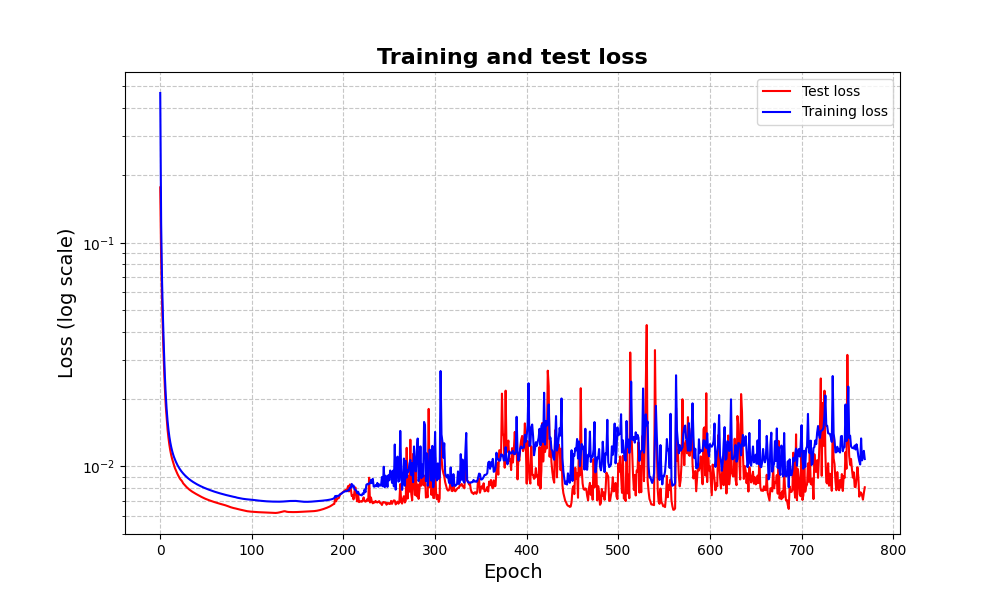 Training and test loss
Test loss
Training loss
Loss (log scale)
10⁻¹
10⁻²
0 100 200 300 400 500 600 700 800
Epoch